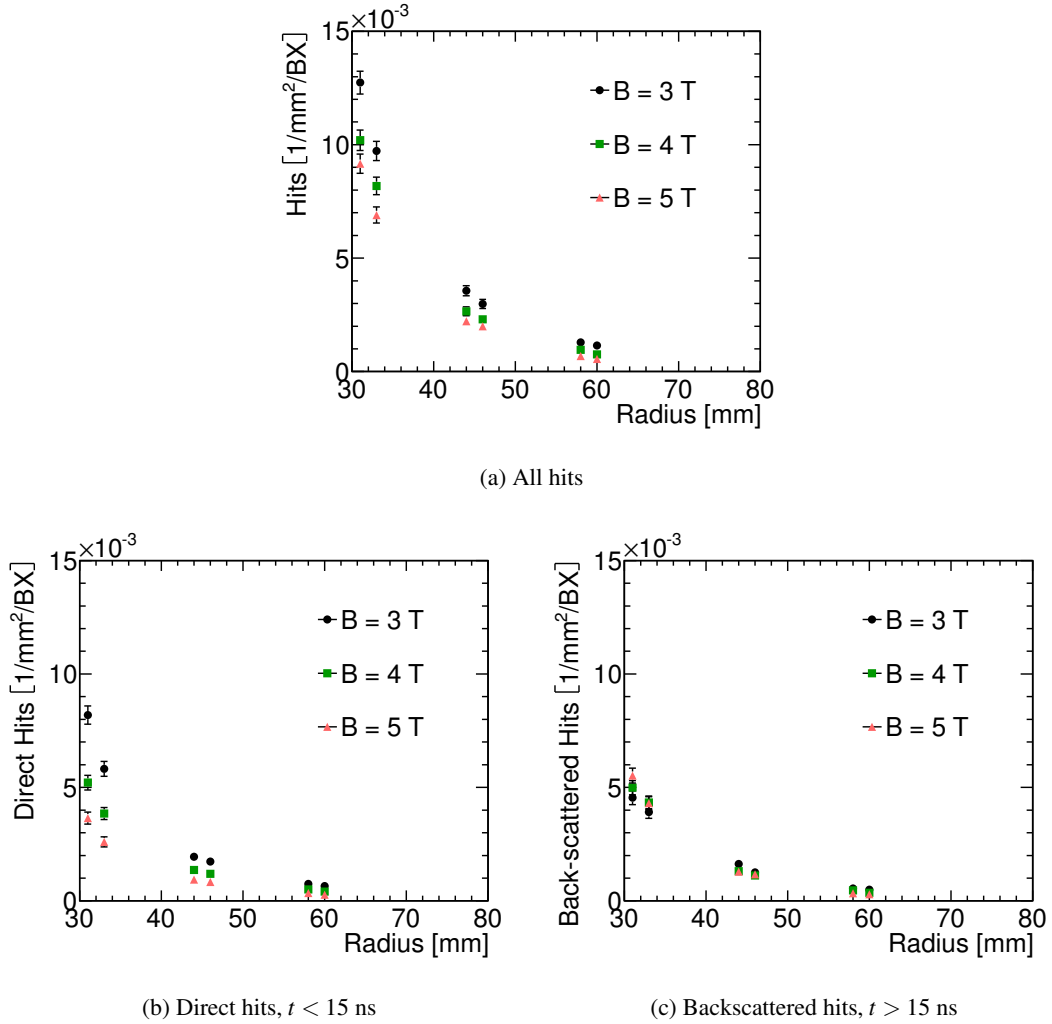 ×10⁻³
15
10
5
0
Hits [1/mm²/BX]
B = 3 T
B = 4 T
B = 5 T
30 40 50 60 70 80
Radius [mm]
(a) All hits
×10⁻³
15
10
5
0
Direct Hits [1/mm²/BX]
B = 3 T
B = 4 T
B = 5 T
30 40 50 60 70 80
Radius [mm]
(b) Direct hits, t < 15 ns
×10⁻³
15
10
5
0
Back-scattered Hits [1/mm²/BX]
B = 3 T
B = 4 T
B = 5 T
30 40 50 60 70 80
Radius [mm]
(c) Backscattered hits, t > 15 ns